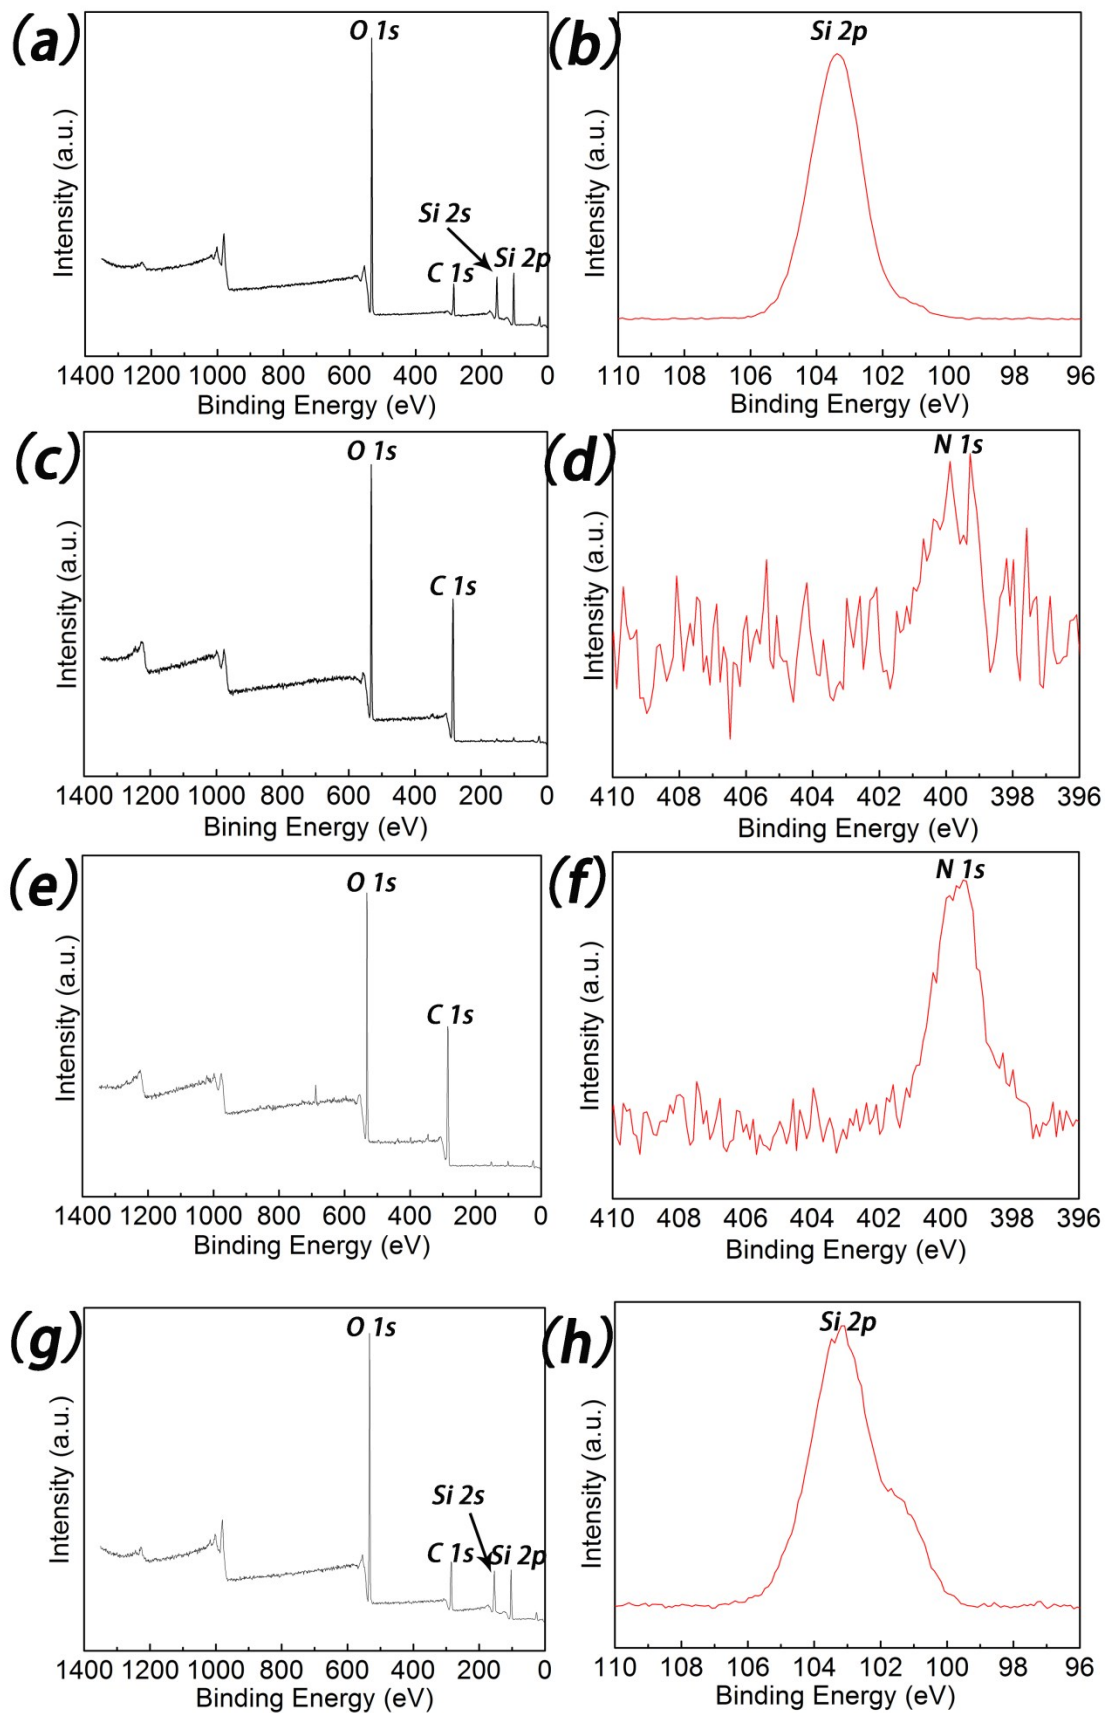 (a)
O 1s
Si 2s
C 1s
Si 2p
Intensity (a.u.)
1400 1200 1000 800 600 400 200 0
Binding Energy (eV)
(b)
Si 2p
Intensity (a.u.)
110 108 106 104 102 100 98 96
Binding Energy (eV)
(c)
O 1s
C 1s
Intensity (a.u.)
1400 1200 1000 800 600 400 200 0
Bining Energy (eV)
(d)
N 1s
Intensity (a.u.)
410 408 406 404 402 400 398 396
Binding Energy (eV)
(e)
O 1s
C 1s
Intensity (a.u.)
1400 1200 1000 800 600 400 200 0
Binding Energy (eV)
(f)
N 1s
Intensity (a.u.)
410 408 406 404 402 400 398 396
Binding Energy (eV)
(g)
O 1s
Si 2s
C 1s
Si 2p
Intensity (a.u.)
1400 1200 1000 800 600 400 200 0
Binding Energy (eV)
(h)
Si 2p
Intensity (a.u.)
110 108 106 104 102 100 98 96
Binding Energy (eV)